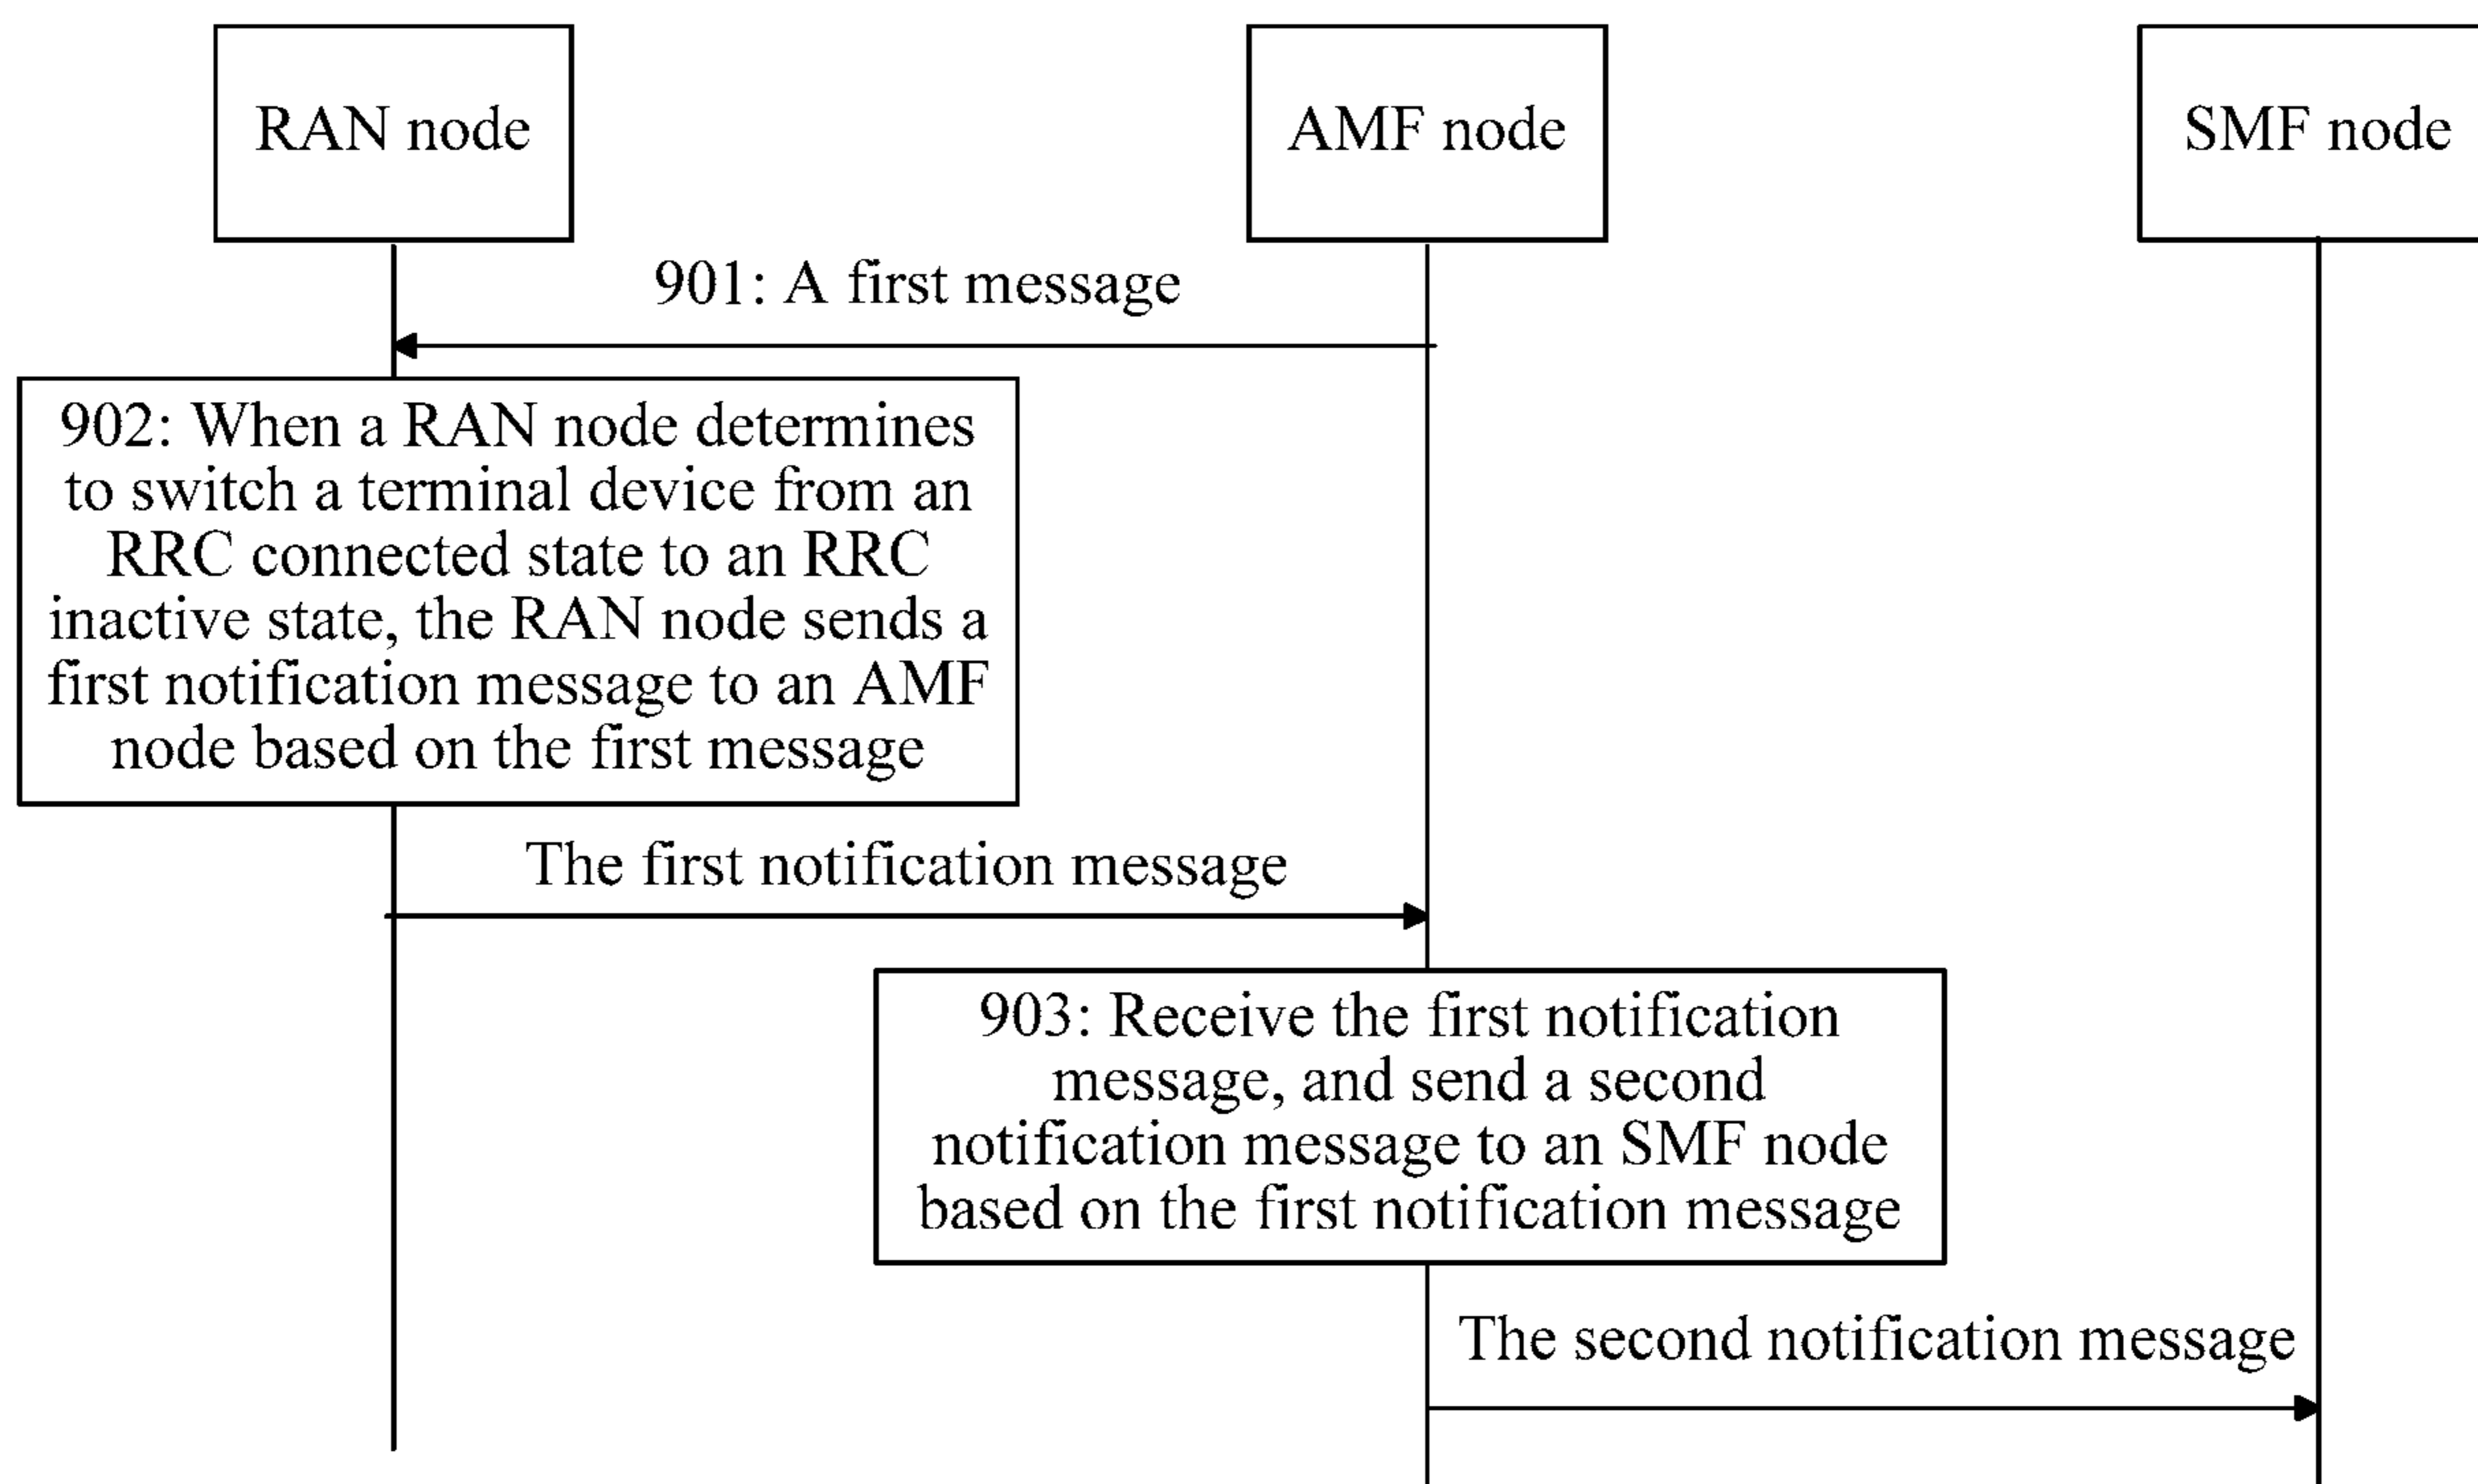 RAN node
AMF node
SMF node
901: A first message
902: When a RAN node determines
to switch a terminal device from an
RRC connected state to an RRC
inactive state, the RAN node sends a
first notification message to an AMF
node based on the first message
The first notification message
903: Receive the first notification
message, and send a second
notification message to an SMF node
based on the first notification message
The second notification message